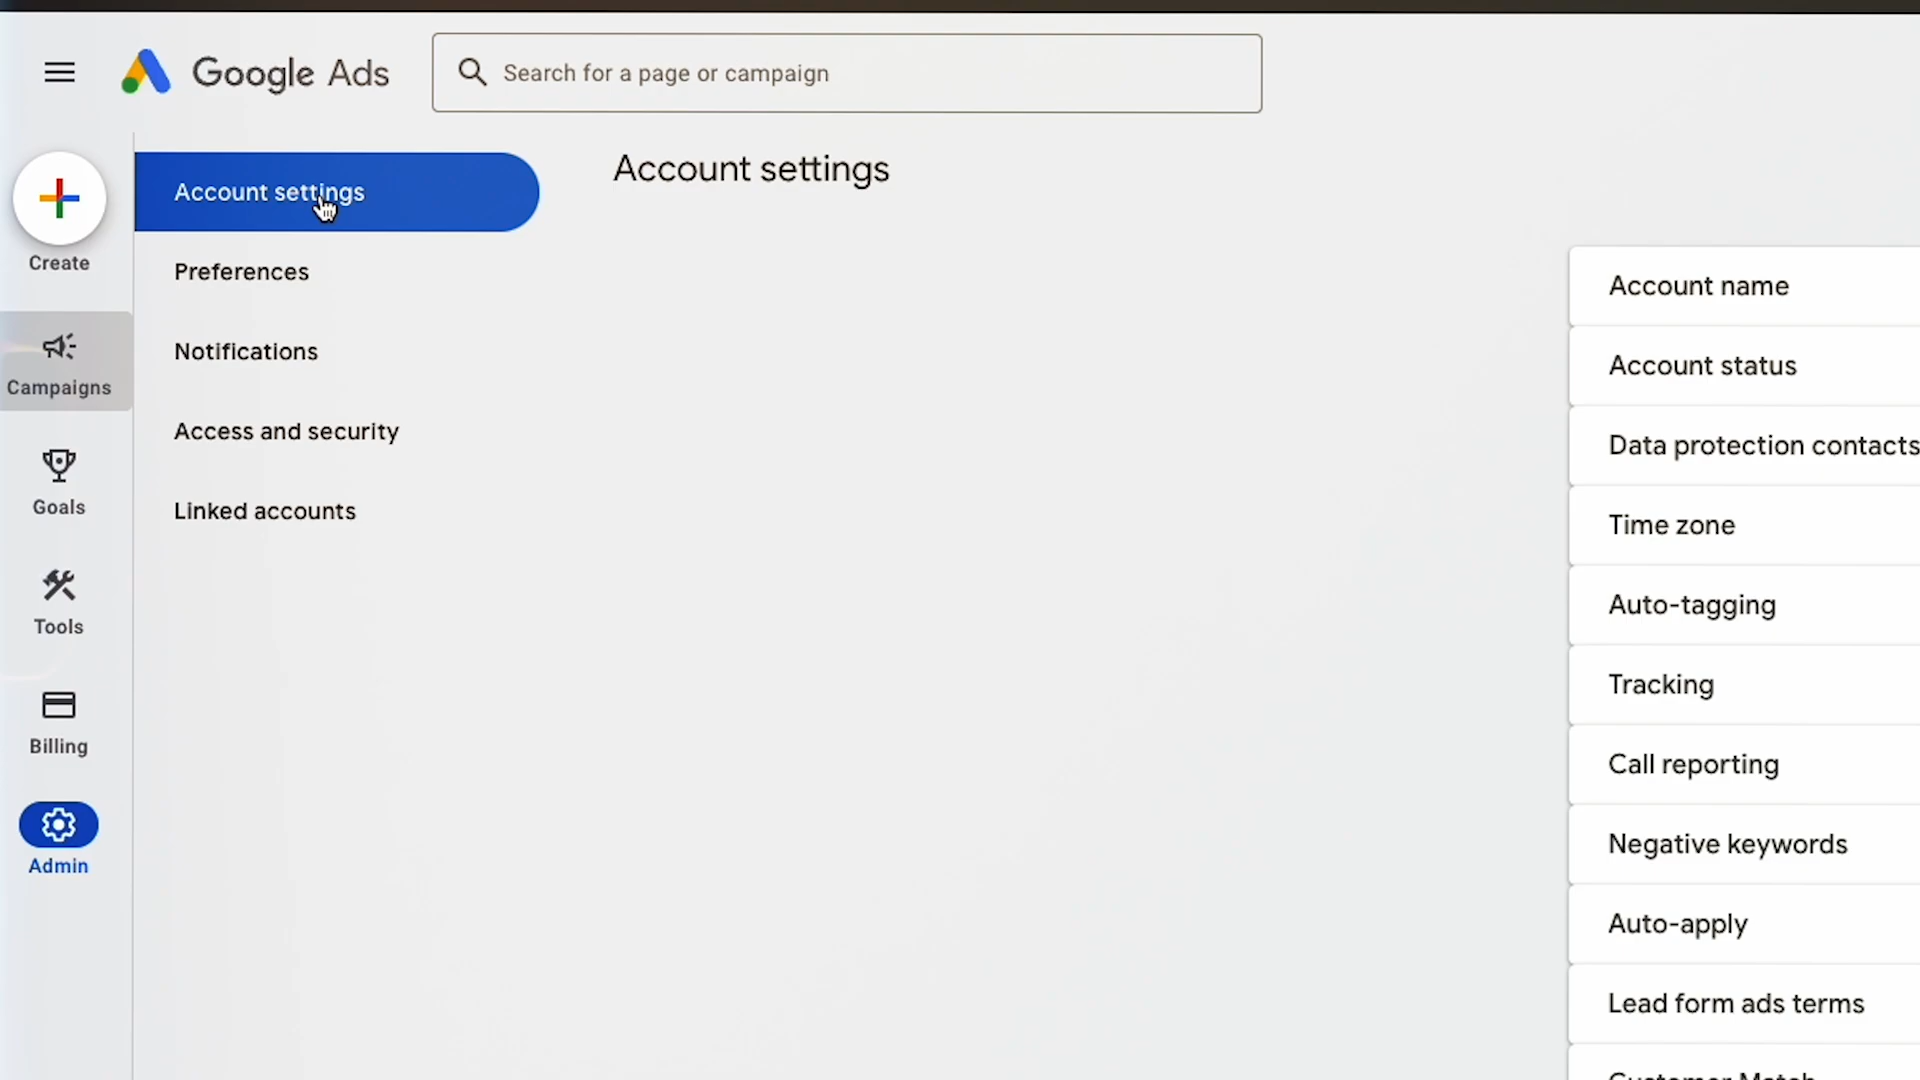 Google Ads
Search for a page or campaign
Create
Campaigns
Goals
Tools
Billing
Admin
Account settings
Preferences
Notifications
Access and security
Linked accounts
Account settings
Account name
Account status
Data protection contacts
Time zone
Auto-tagging
Tracking
Call reporting
Negative keywords
Auto-apply
Lead form ads terms
Customer Match